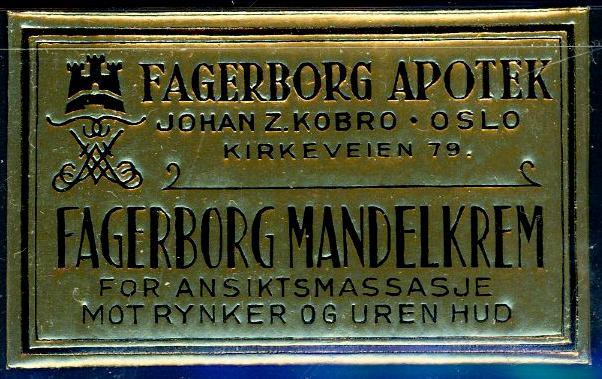 FAGERBORG APOTEK
JOHAN Z. KOBRO • OSLO
KIRKEVEIEN 79.
FAGERBORG MANDELKREM
FOR ANSIKTSMASSASJE
MOT RYNKER OG UREN HUD